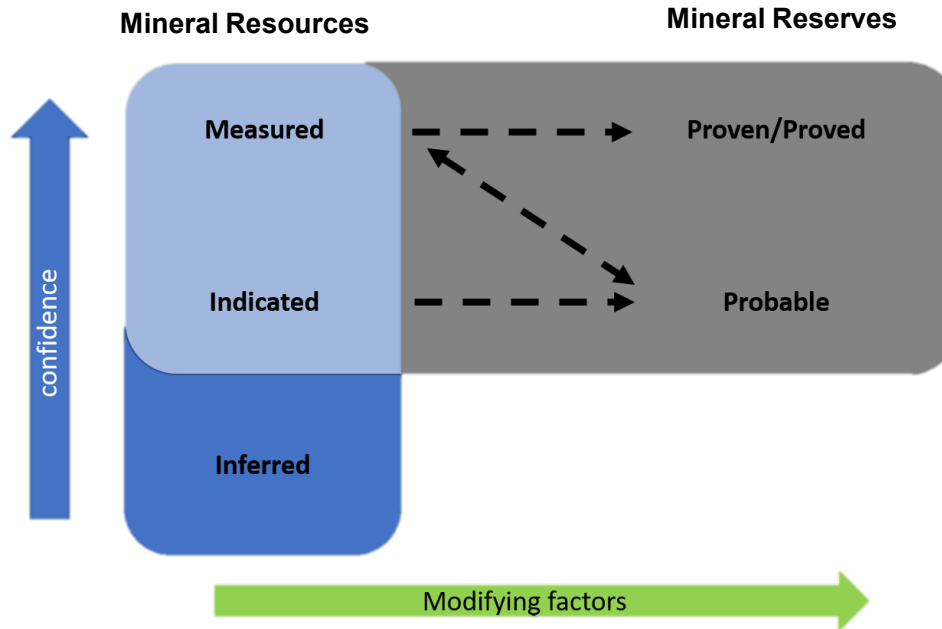 Mineral Resources
Mineral Reserves
Measured
Proven/Proved
Indicated
Probable
Inferred
confidence
Modifying factors